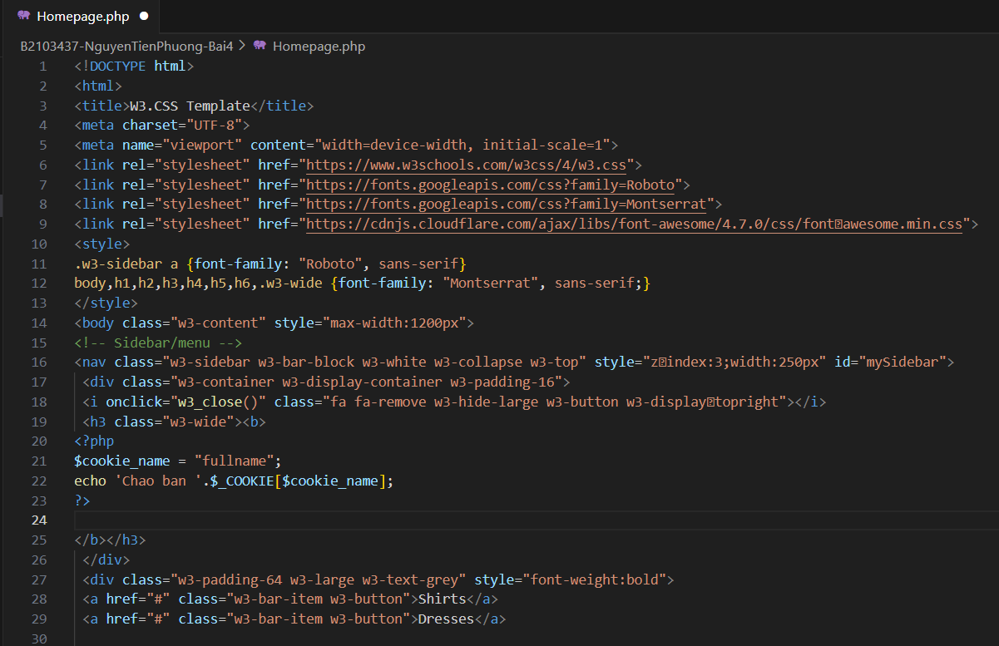 Homepage.php
B2103437-NguyenTienPhuong-Bai4 > Homepage.php
1 <!DOCTYPE html>
2 <html>
3 <title>W3.CSS Template</title>
4 <meta charset="UTF-8">
5 <meta name="viewport" content="width=device-width, initial-scale=1">
6 <link rel="stylesheet" href="https://www.w3schools.com/w3css/4/w3.css">
7 <link rel="stylesheet" href="https://fonts.googleapis.com/css?family=Roboto">
8 <link rel="stylesheet" href="https://fonts.googleapis.com/css?family=Montserrat">
9 <link rel="stylesheet" href="https://cdnjs.cloudflare.com/ajax/libs/font-awesome/4.7.0/css/font￾awesome.min.css">
10 <style>
11 .w3-sidebar a {font-family: "Roboto", sans-serif}
12 body,h1,h2,h3,h4,h5,h6,.w3-wide {font-family: "Montserrat", sans-serif;}
13 </style>
14 <body class="w3-content" style="max-width:1200px">
15 <!-- Sidebar/menu -->
16 <nav class="w3-sidebar w3-bar-block w3-white w3-collapse w3-top" style="z￾index:3;width:250px" id="mySidebar">
17 <div class="w3-container w3-display-container w3-padding-16">
18 <i onclick="w3_close()" class="fa fa-remove w3-hide-large w3-button w3-display￾topright"></i>
19 <h3 class="w3-wide"><b>
20 <?php
21 $cookie_name = "fullname";
22 echo 'Chao ban '.$_COOKIE[$cookie_name];
23 ?>
24
25 </b></h3>
26 </div>
27 <div class="w3-padding-64 w3-large w3-text-grey" style="font-weight:bold">
28 <a href="#" class="w3-bar-item w3-button">Shirts</a>
29 <a href="#" class="w3-bar-item w3-button">Dresses</a>
30